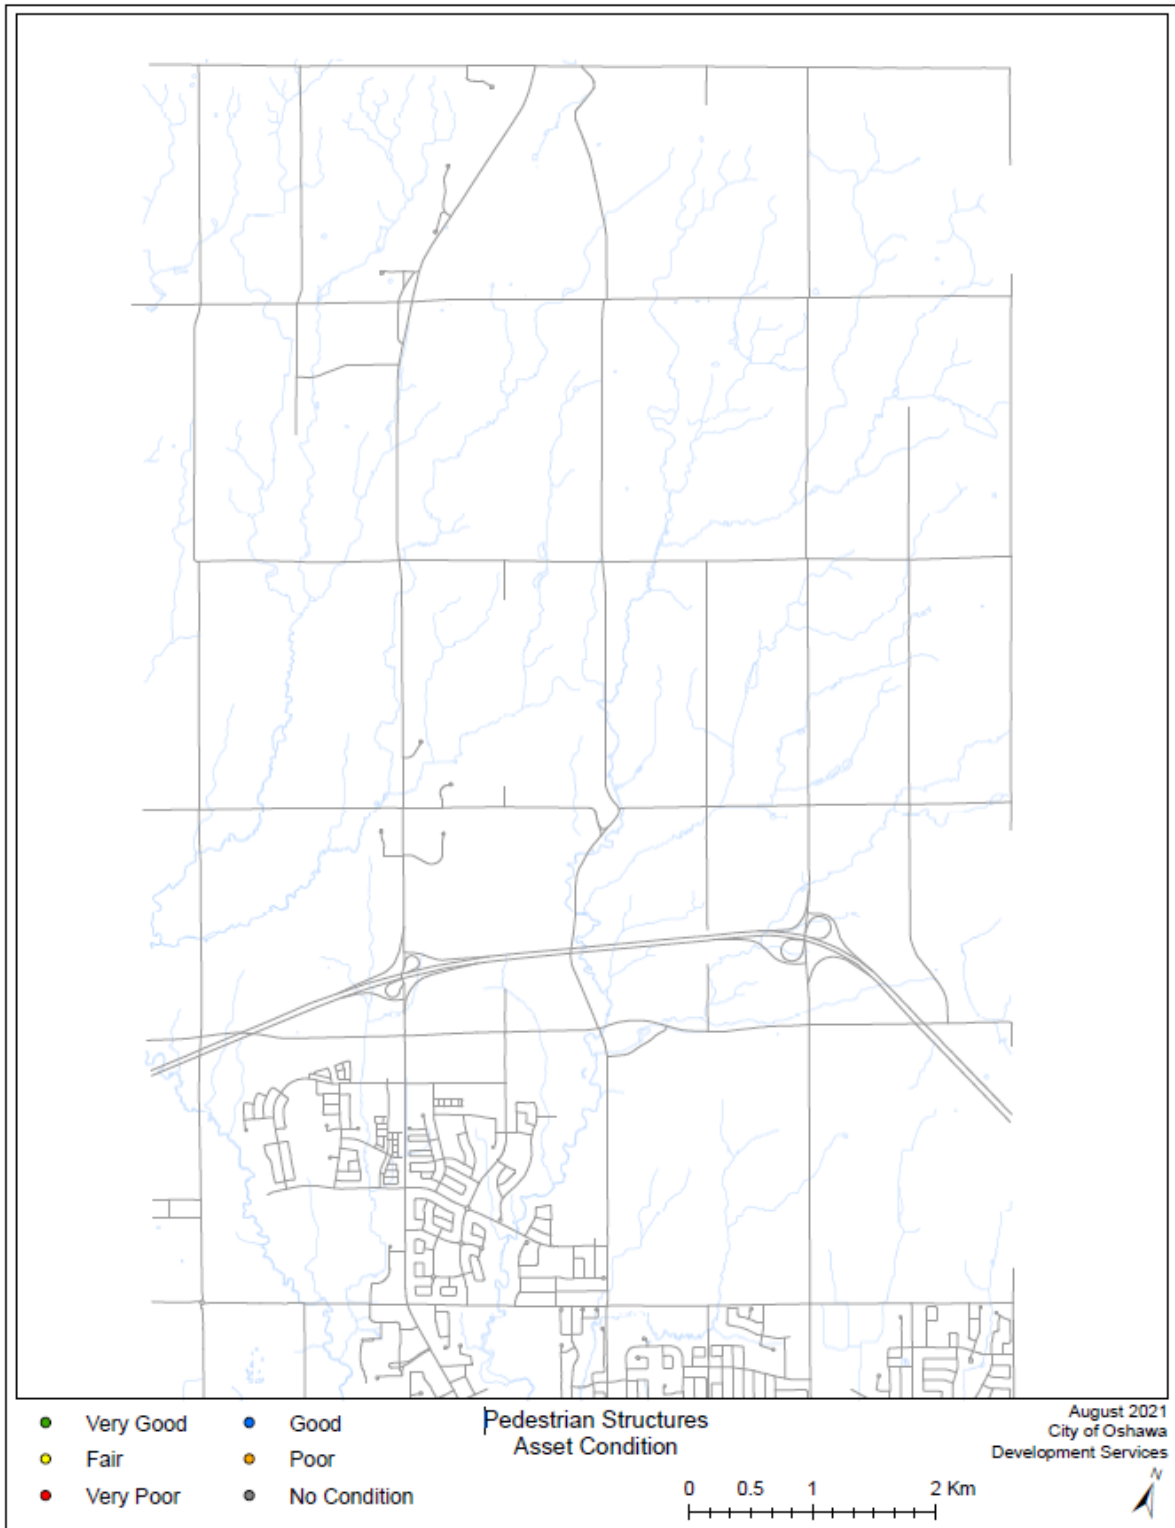 Very Good
Good
Fair
Poor
Very Poor
No Condition
Pedestrian Structures
Asset Condition
August 2021
City of Oshawa
Development Services
0 0.5 1 2 Km
N